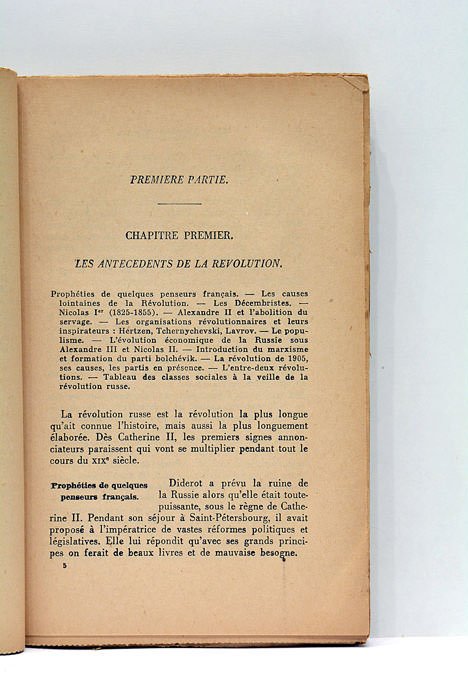 PREMIERE PARTIE.
CHAPITRE PREMIER.
LES ANTECEDENTS DE LA REVOLUTION.
Prophéties de quelques penseurs français. — Les causes
lointaines de la Révolution. — Les Décembristes. —
Nicolas Ier (1825-1855). — Alexandre II et l'abolition du
servage. — Les organisations révolutionnaires et leurs
inspirateurs : Hértzen, Tchernychevski, Lavrov. — Le popu-
lisme. — L'évolution économique de la Russie sous
Alexandre III et Nicolas II. — Introduction du marxisme
et formation du parti bolchévik. — La révolution de 1905,
ses causes, les partis en présence. — L'entre-deux révolu-
tions. — Tableau des classes sociales à la veille de la
révolution russe.
La révolution russe est la révolution la plus longue
qu'ait connue l'histoire, mais aussi la plus longuement
élaborée. Dès Catherine II, les premiers signes annon-
ciateurs paraissent qui vont se multiplier pendant tout le
cours du XIXe siècle.
Prophéties de quelques
penseurs français.
Diderot a prévu la ruine de
la Russie alors qu'elle était toute-
puissante, sous le règne de Cathe-
rine II. Pendant son séjour à Saint-Pétersbourg, il avait
proposé à l'impératrice de vastes réformes politiques et
législatives. Elle lui répondit qu'avec ses grands princi-
pes on ferait de beaux livres et de mauvaise besogne.
5